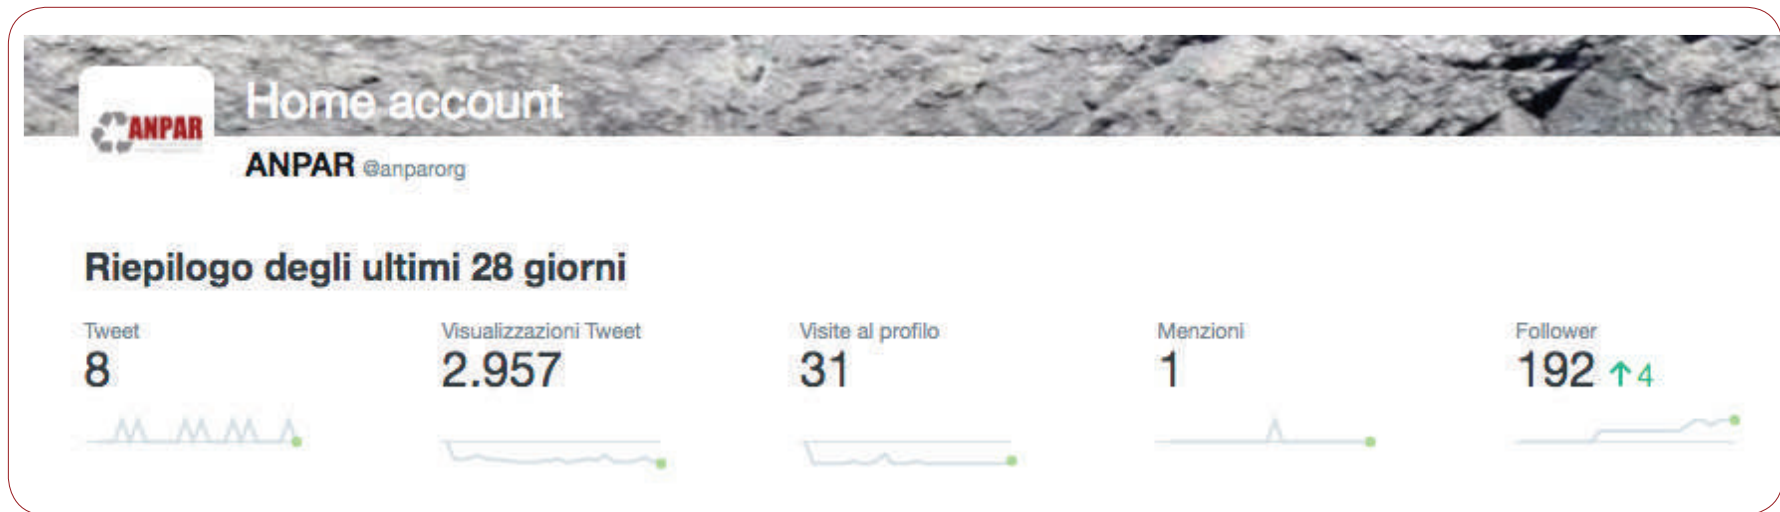 Home account
ANPAR
ANPAR @anparorg
Riepilogo degli ultimi 28 giorni
Tweet
8
Visualizzazioni Tweet
2.957
Visite al profilo
31
Menzioni
1
Follower
192 ↑4